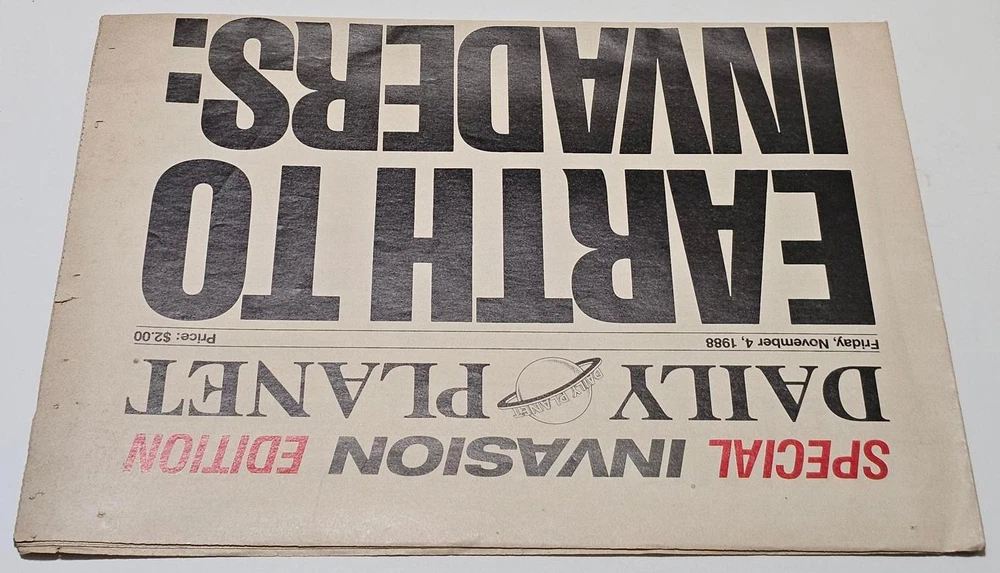 SPECIAL INVASION EDITION
DAILY PLANET
DAILY PLANET
Friday, November 4, 1988 Price: $2.00
EARTH TO
INVADERS: